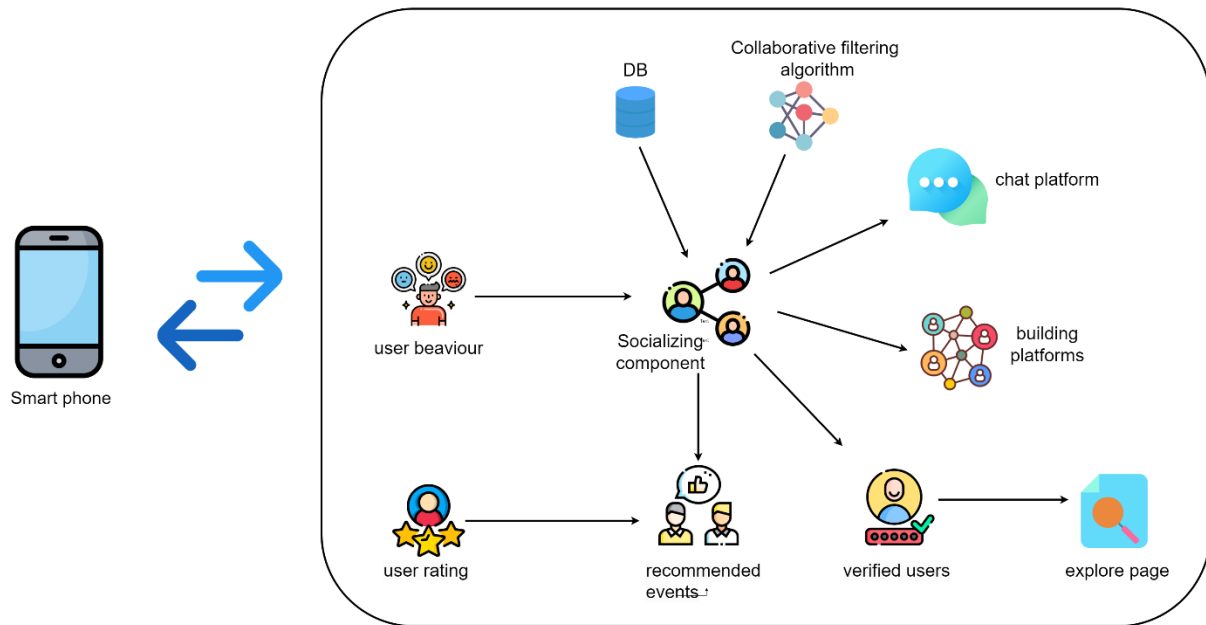 Collaborative filtering
algorithm
DB
chat platform
building
platforms
user beaviour
Socializing
component
Smart phone
user rating
recommended
events
verified users
explore page